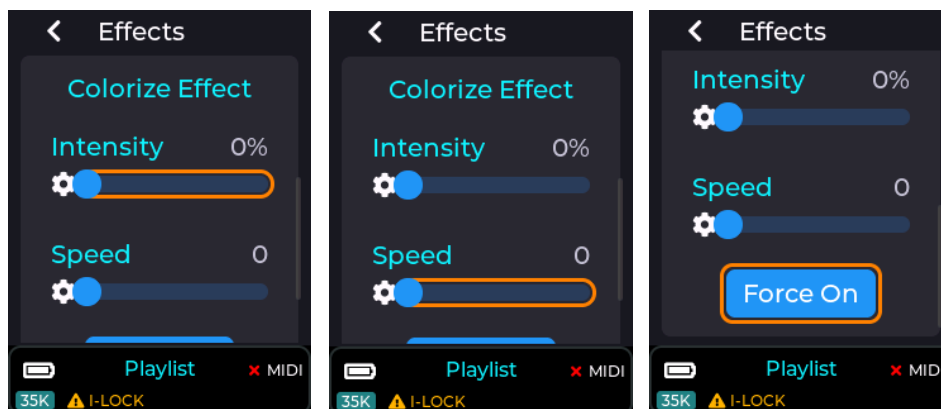 Effects
Colorize Effect
Intensity 0%
Speed 0
Playlist × MIDI
35K I-LOCK
Effects
Colorize Effect
Intensity 0%
Speed 0
Playlist × MIDI
35K I-LOCK
Effects
Intensity 0%
Speed 0
Force On
Playlist × MID
35K I-LOCK